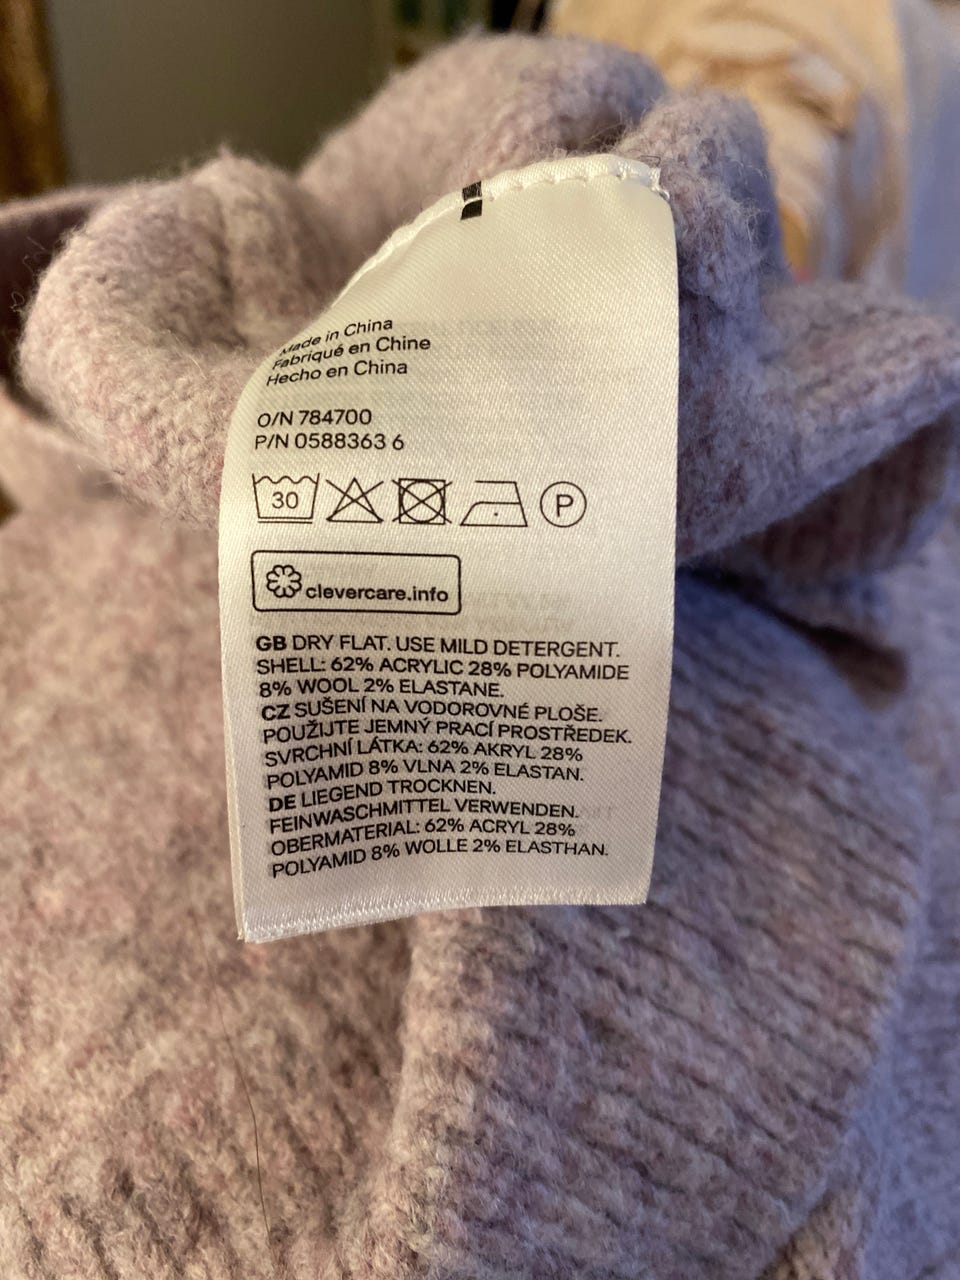 Made in China
Fabriqué en Chine
Hecho en China
O/N 784700
P/N 0588363 6
30 P
clevercare.info
GB DRY FLAT. USE MILD DETERGENT.
SHELL: 62% ACRYLIC 28% POLYAMIDE
8% WOOL 2% ELASTANE.
CZ SUŠENÍ NA VODOROVNÉ PLOŠE.
POUŽIJTE JEMNÝ PRACÍ PROSTŘEDEK.
SVRCHNÍ LÁTKA: 62% AKRYL 28%
POLYAMID 8% VLNA 2% ELASTAN.
DE LIEGEND TROCKNEN.
FEINWASCHMITTEL VERWENDEN.
OBERMATERIAL: 62% ACRYL 28%
POLYAMID 8% WOLLE 2% ELASTHAN.